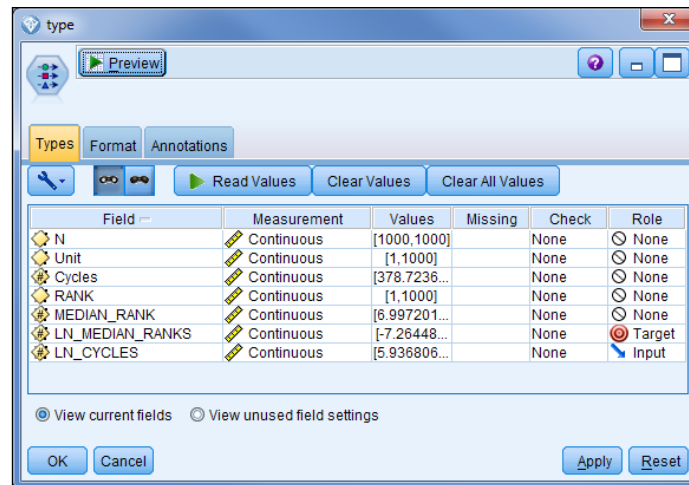 type
Preview
Types Format Annotations
Read Values Clear Values Clear All Values
Field Measurement Values Missing Check Role
N Continuous [1000,1000] None None
Unit Continuous [1,1000] None None
Cycles Continuous [378.7236... None None
RANK Continuous [1,1000] None None
MEDIAN_RANK Continuous [6.997201... None None
LN_MEDIAN_RANKS Continuous [-7.26448... None Target
LN_CYCLES Continuous [5.936806... None Input
View current fields View unused field settings
OK Cancel Apply Reset